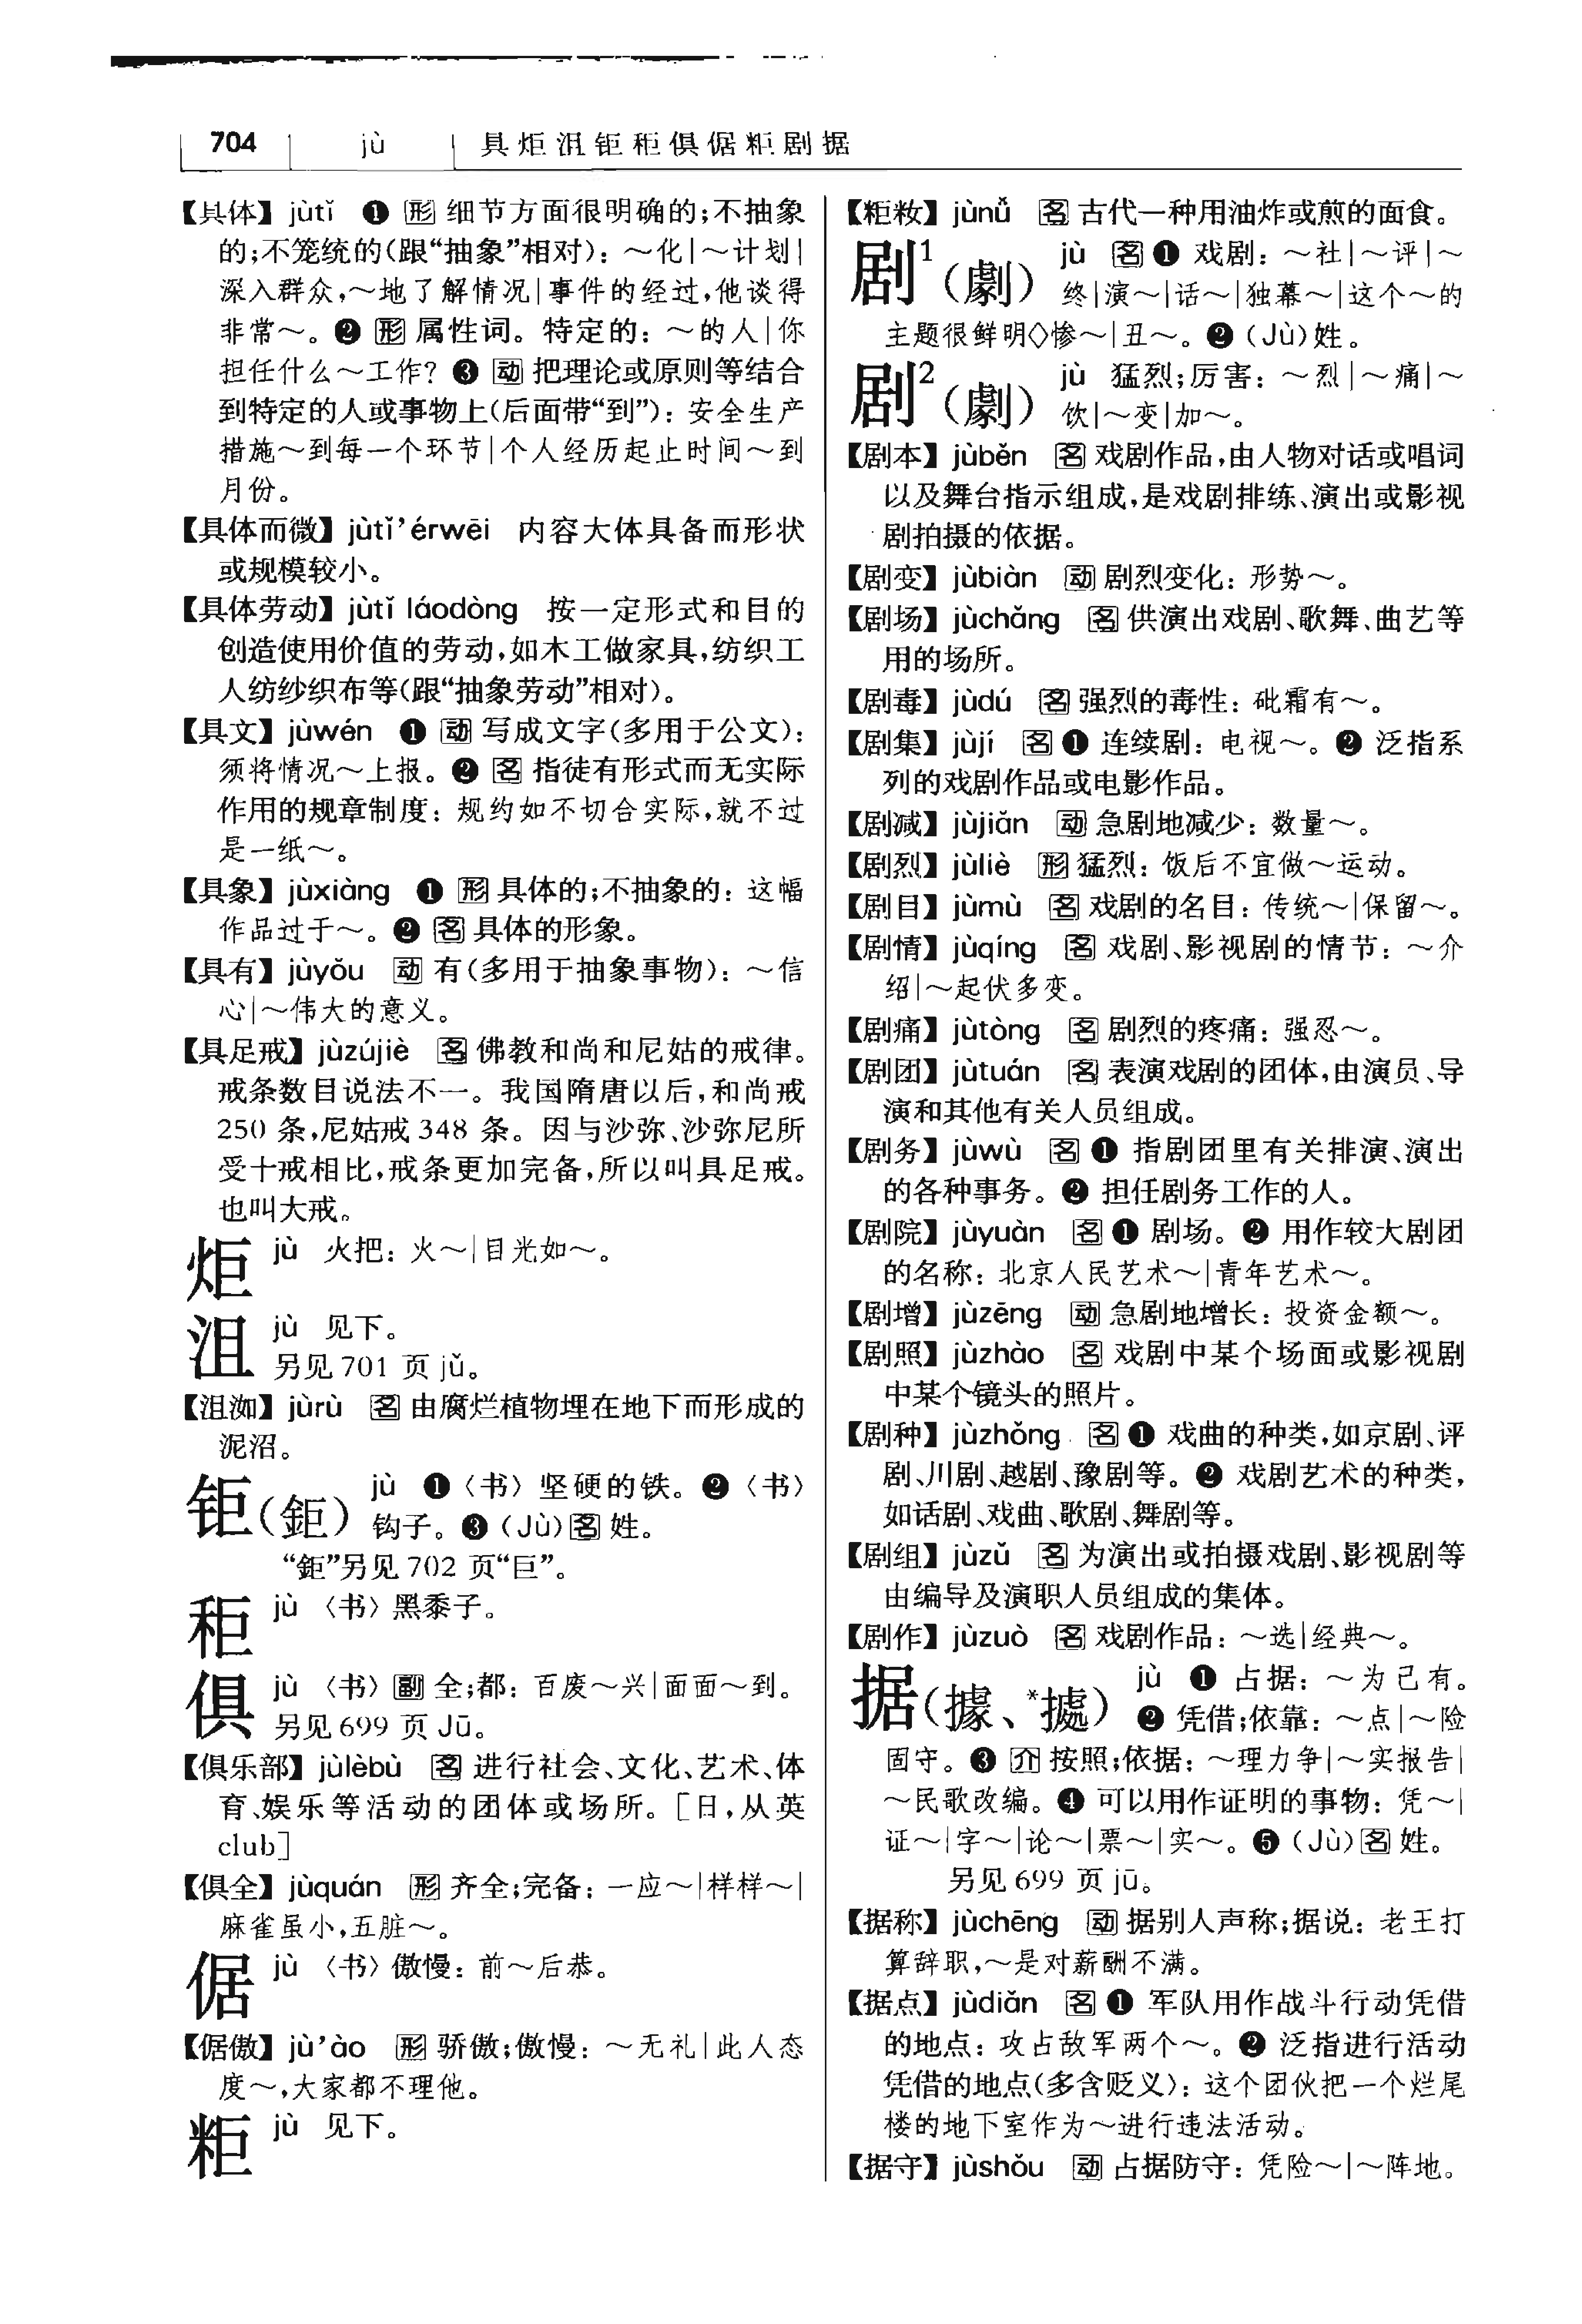 704 jù 具炬沮钜秬俱倨粔剧据
【具体】jùtǐ ❶ 形 细节方面很明确的;不抽象
的;不笼统的(跟“抽象”相对): ~化|~计划|
深入群众,~地了解情况|事件的经过,他谈得
非常~。❷ 形 属性词。特定的: ~的人|你
担任什么~工作? ❸ 动 把理论或原则等结合
到特定的人或事物上(后面带“到”): 安全生产
措施~到每一个环节|个人经历起止时间~到
月份。
【具体而微】jùtǐ’érwēi 内容大体具备而形状
或规模较小。
【具体劳动】jùtǐ láodòng 按一定形式和目的
创造使用价值的劳动,如木工做家具,纺织工
人纺纱织布等(跟“抽象劳动”相对)。
【具文】jùwén ❶ 动 写成文字(多用于公文):
须将情况~上报。❷ 名 指徒有形式而无实际
作用的规章制度: 规约如不切合实际,就不过
是一纸~。
【具象】jùxiàng ❶ 形 具体的;不抽象的: 这幅
作品过于~。❷ 名 具体的形象。
【具有】jùyǒu 动 有(多用于抽象事物): ~信
心|~伟大的意义。
【具足戒】jùzújiè 名 佛教和尚和尼姑的戒律。
戒条数目说法不一。我国隋唐以后,和尚戒
250 条,尼姑戒 348 条。因与沙弥、沙弥尼所
受十戒相比,戒条更加完备,所以叫具足戒。
也叫大戒。
炬 jù 火把: 火~|目光如~。
沮 jù 见下。
另见 701 页 jǔ。
【沮洳】jùrù 名 由腐烂植物埋在地下而形成的
泥沼。
钜(鉅) jù ❶〈书〉坚硬的铁。❷〈书〉
钩子。❸ (Jù) 名 姓。
“鉅”另见 702 页“巨”。
秬 jù 〈书〉黑黍子。
俱 jù 〈书〉副 全;都: 百废~兴|面面~到。
另见 699 页 Jū。
【俱乐部】jùlèbù 名 进行社会、文化、艺术、体
育、娱乐等活动的团体或场所。[日,从英
club]
【俱全】jùquán 形 齐全;完备: 一应~|样样~|
麻雀虽小,五脏~。
倨 jù 〈书〉傲慢: 前~后恭。
【倨傲】jù’ào 形 骄傲;傲慢: ~无礼|此人态
度~,大家都不理他。
粔 jù 见下。
【粔籹】jùnǚ 名 古代一种用油炸或煎的面食。
剧¹(劇) jù 名 ❶ 戏剧: ~社|~评|~
终|演~|话~|独幕~|这个~的
主题很鲜明◇惨~|丑~。❷ (Jù)姓。
剧²(劇) jù 猛烈;厉害: ~烈|~痛|~
饮|~变|加~。
【剧本】jùběn 名 戏剧作品,由人物对话或唱词
以及舞台指示组成,是戏剧排练、演出或影视
剧拍摄的依据。
【剧变】jùbiàn 动 剧烈变化: 形势~。
【剧场】jùchǎng 名 供演出戏剧、歌舞、曲艺等
用的场所。
【剧毒】jùdú 名 强烈的毒性: 砒霜有~。
【剧集】jùjí 名 ❶ 连续剧: 电视~。❷ 泛指系
列的戏剧作品或电影作品。
【剧减】jùjiǎn 动 急剧地减少: 数量~。
【剧烈】jùliè 形 猛烈: 饭后不宜做~运动。
【剧目】jùmù 名 戏剧的名目: 传统~|保留~。
【剧情】jùqíng 名 戏剧、影视剧的情节: ~介
绍|~起伏多变。
【剧痛】jùtòng 名 剧烈的疼痛: 强忍~。
【剧团】jùtuán 名 表演戏剧的团体,由演员、导
演和其他有关人员组成。
【剧务】jùwù 名 ❶ 指剧团里有关排演、演出
的各种事务。❷ 担任剧务工作的人。
【剧院】jùyuàn 名 ❶ 剧场。❷ 用作较大剧团
的名称: 北京人民艺术~|青年艺术~。
【剧增】jùzēng 动 急剧地增长: 投资金额~。
【剧照】jùzhào 名 戏剧中某个场面或影视剧
中某个镜头的照片。
【剧种】jùzhǒng 名 ❶ 戏曲的种类,如京剧、评
剧、川剧、越剧、豫剧等。❷ 戏剧艺术的种类,
如话剧、戏曲、歌剧、舞剧等。
【剧组】jùzǔ 名 为演出或拍摄戏剧、影视剧等
由编导及演职人员组成的集体。
【剧作】jùzuò 名 戏剧作品: ~选|经典~。
据(據、*㩀) jù ❶ 占据: ~为己有。
❷ 凭借;依靠: ~点|~险
固守。❸ 介 按照;依据: ~理力争|~实报告|
~民歌改编。❹ 可以用作证明的事物: 凭~|
证~|字~|论~|票~|实~。❺ (Jù) 名 姓。
另见 699 页 jū。
【据称】jùchēng 动 据别人声称;据说: 老王打
算辞职,~是对薪酬不满。
【据点】jùdiǎn 名 ❶ 军队用作战斗行动凭借
的地点: 攻占敌军两个~。❷ 泛指进行活动
凭借的地点(多含贬义): 这个团伙把一个烂尾
楼的地下室作为~进行违法活动。
【据守】jùshǒu 动 占据防守: 凭险~|~阵地。